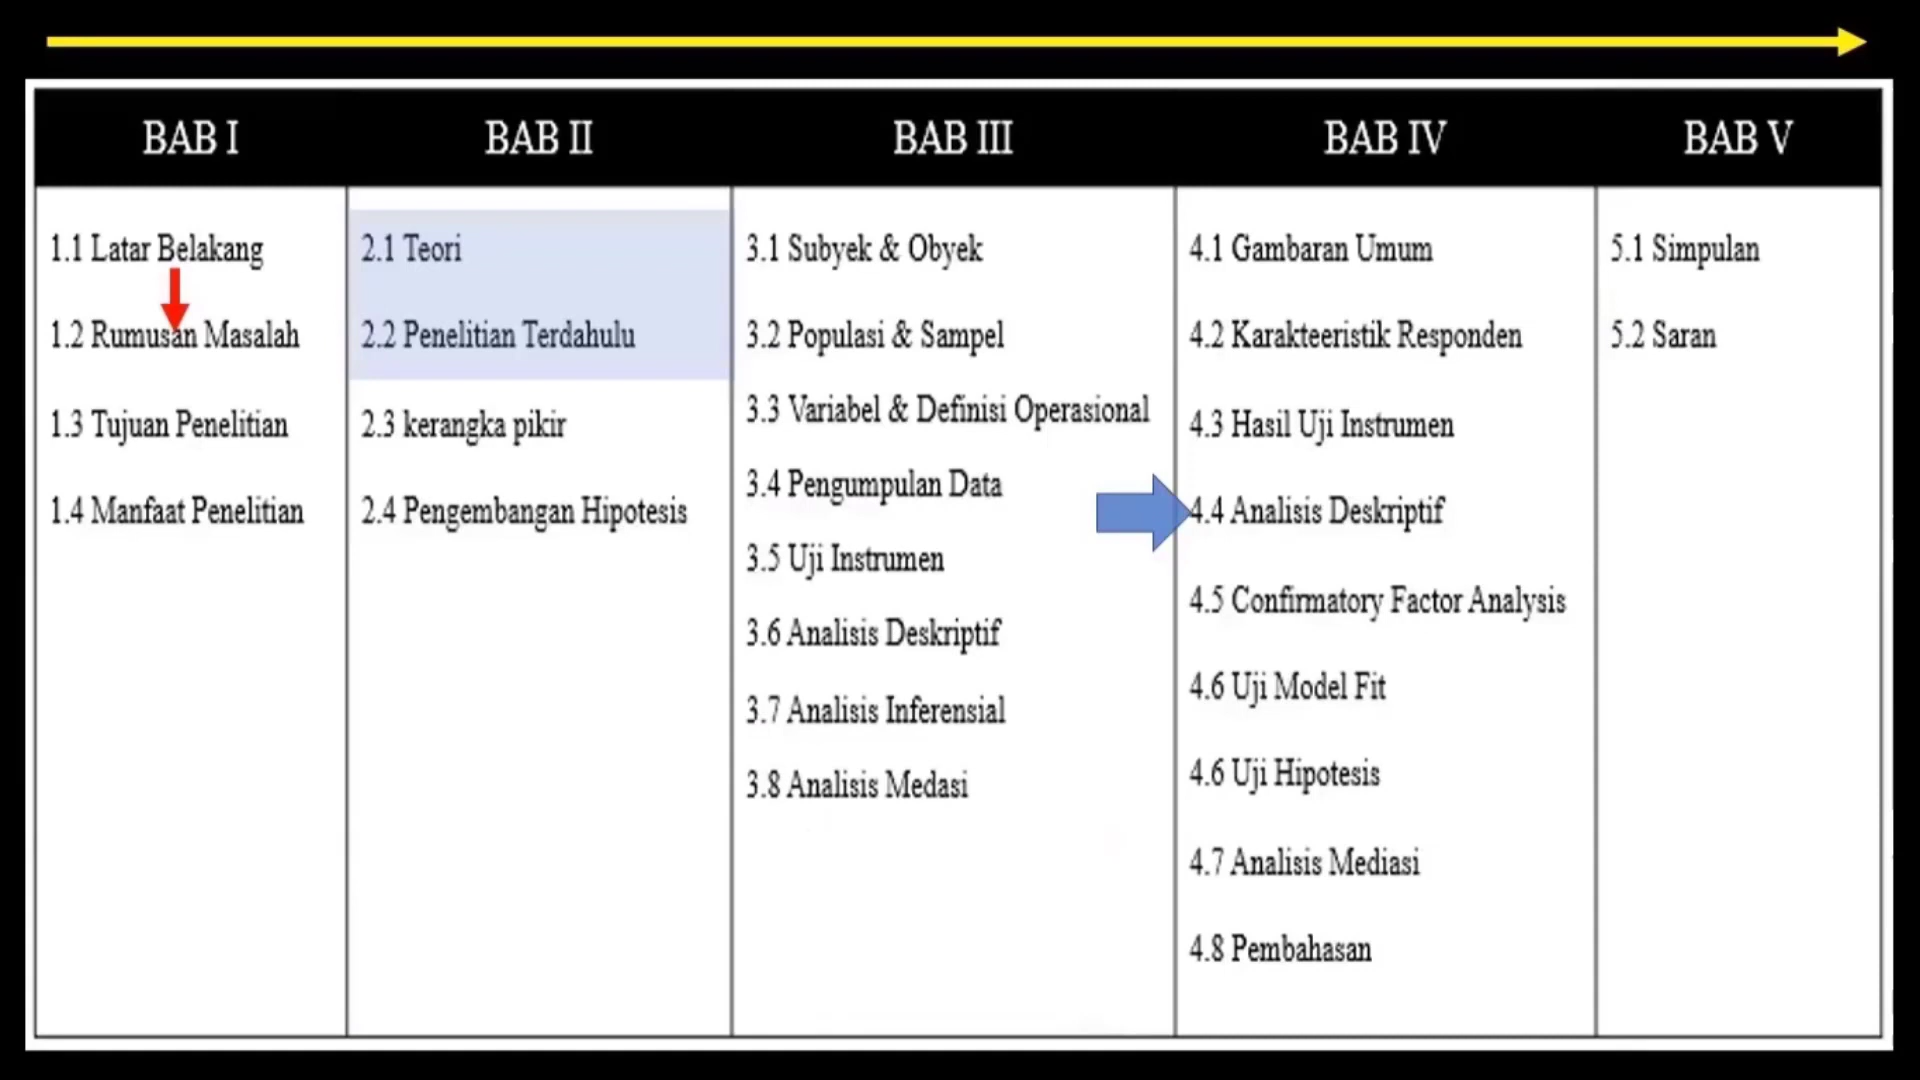 BAB I
BAB II
BAB III
BAB IV
BAB V
1.1 Latar Belakang
1.2 Rumusan Masalah
1.3 Tujuan Penelitian
1.4 Manfaat Penelitian
2.1 Teori
2.2 Penelitian Terdahulu
2.3 kerangka pikir
2.4 Pengembangan Hipotesis
3.1 Subyek & Obyek
3.2 Populasi & Sampel
3.3 Variabel & Definisi Operasional
3.4 Pengumpulan Data
3.5 Uji Instrumen
3.6 Analisis Deskriptif
3.7 Analisis Inferensial
3.8 Analisis Medasi
4.1 Gambaran Umum
4.2 Karakteeristik Responden
4.3 Hasil Uji Instrumen
4.4 Analisis Deskriptif
4.5 Confirmatory Factor Analysis
4.6 Uji Model Fit
4.6 Uji Hipotesis
4.7 Analisis Mediasi
4.8 Pembahasan
5.1 Simpulan
5.2 Saran